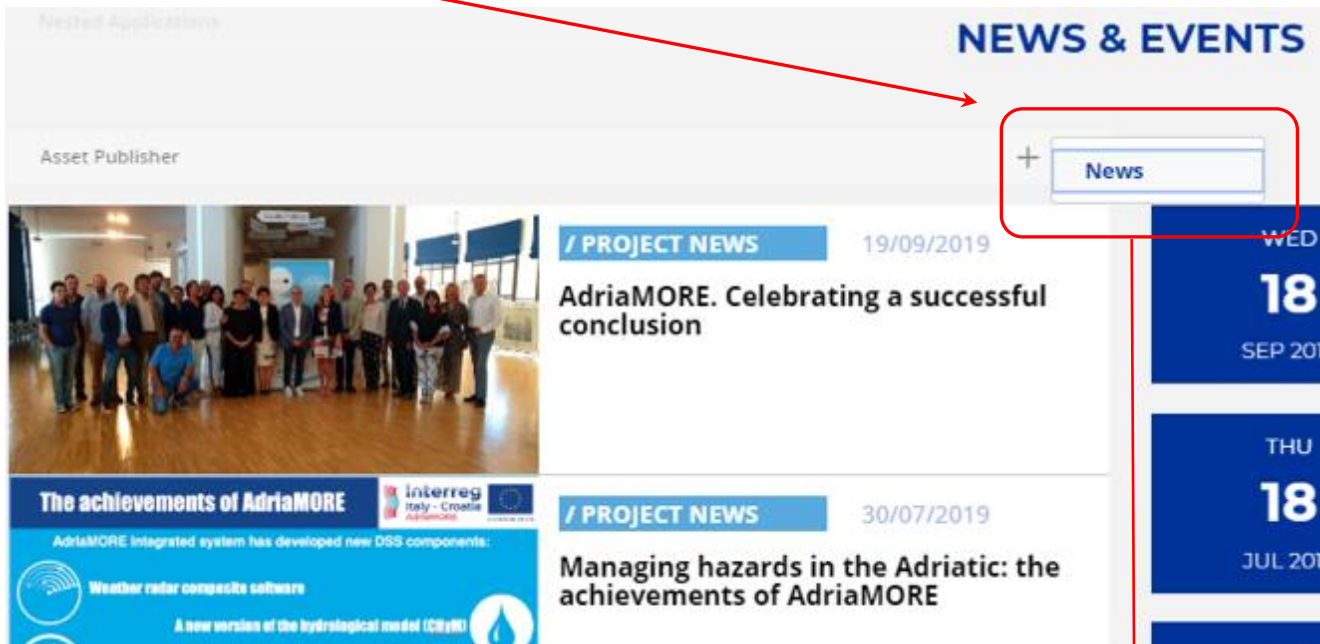 Nested Applications
NEWS & EVENTS
Asset Publisher
+
News
/ PROJECT NEWS 19/09/2019
AdriaMORE. Celebrating a successful
conclusion
WED
18
SEP 201
The achievements of AdriaMORE
Interreg
Italy - Croatia
AdriaMORE
AdriaMORE integrated system has developed new DSS components:
Weather radar composite software
A new version of the hydrological model (CHyM)
/ PROJECT NEWS 30/07/2019
Managing hazards in the Adriatic: the
achievements of AdriaMORE
THU
18
JUL 201